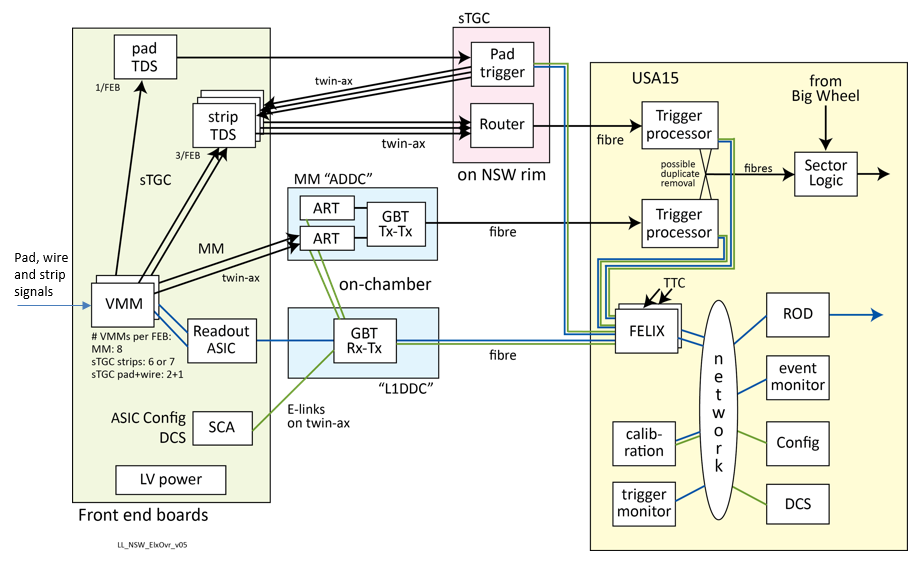 sTGC
pad
TDS
1/FEB
Pad
trigger
twin-ax
strip
TDS
3/FEB
Router
twin-ax
on NSW rim
sTGC
USA15
from
Big Wheel
Trigger
processor
fibre
possible
duplicate
removal
fibres
Sector
Logic
MM “ADDC”
ART
ART
GBT
Tx-Tx
fibre
Trigger
processor
MM
twin-ax
on-chamber
Pad, wire
and strip
signals
VMM
# VMMs per FEB:
MM: 8
sTGC strips: 6 or 7
sTGC pad+wire: 2+1
Readout
ASIC
GBT
Rx-Tx
“L1DDC”
fibre
TTC
FELIX
network
ROD
event
monitor
Config
DCS
calib-
ration
trigger
monitor
E-links
on twin-ax
ASIC Config
DCS
SCA
LV power
Front end boards
LL_NSW_ElxOvr_v05